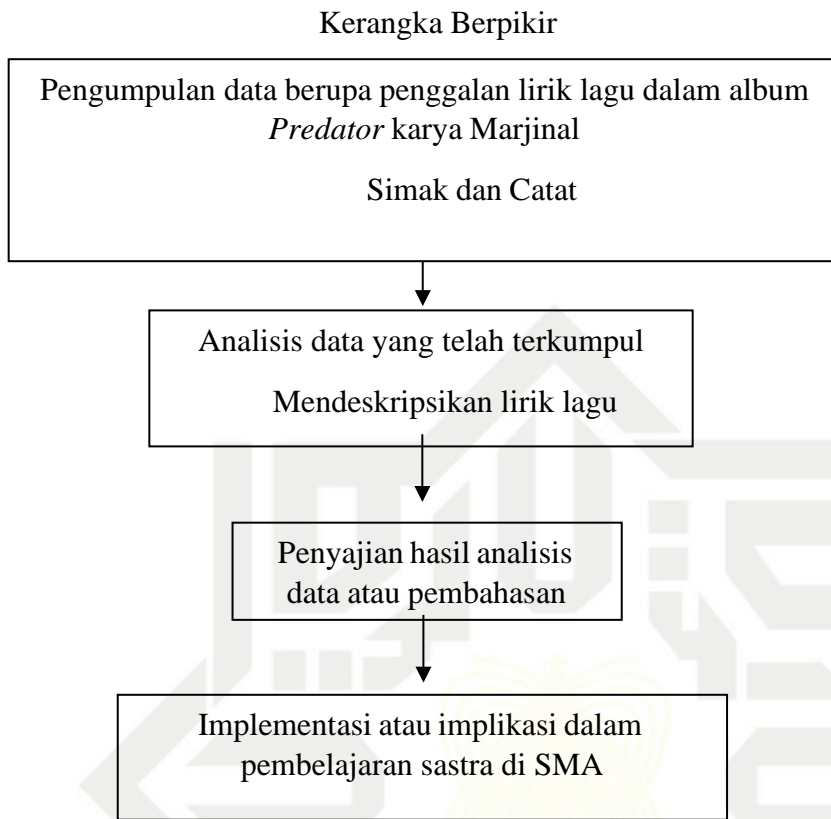 Kerangka Berpikir
Pengumpulan data berupa penggalan lirik lagu dalam album
Predator karya Marjinal
Simak dan Catat
Analisis data yang telah terkumpul
Mendeskripsikan lirik lagu
Penyajian hasil analisis
data atau pembahasan
Implementasi atau implikasi dalam
pembelajaran sastra di SMA